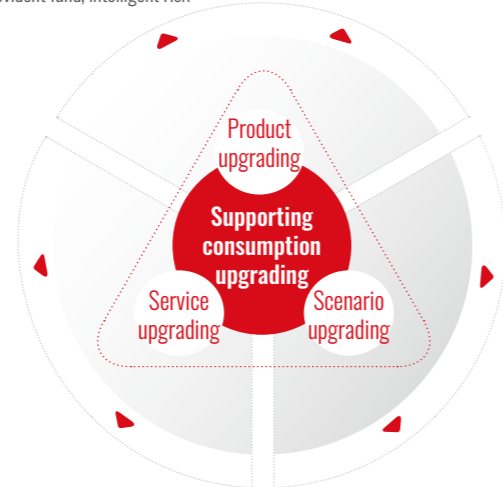 fund, intelligent risk
Product
upgrading
Supporting
consumption
upgrading
Service
upgrading
Scenario
upgrading